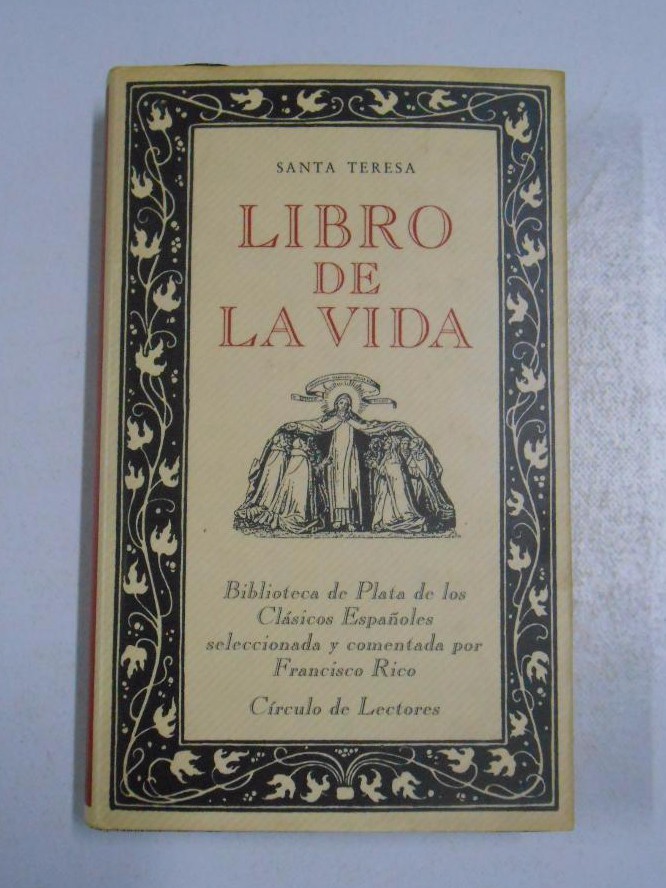 SANTA TERESA
LIBRO
DE
LA VIDA
Biblioteca de Plata de los
Clásicos Españoles
seleccionada y comentada por
Francisco Rico
Círculo de Lectores